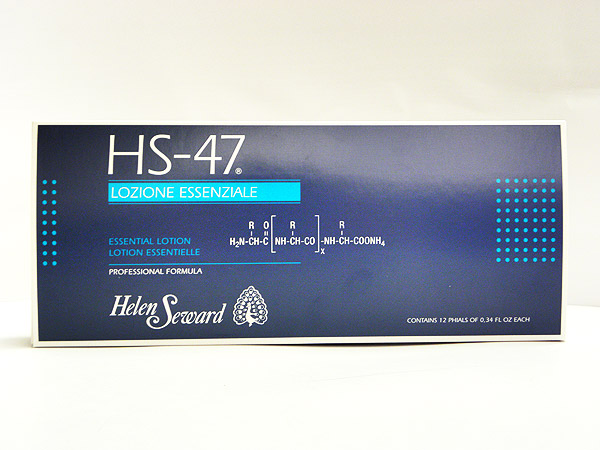 HS-47®
LOZIONE ESSENZIALE
ESSENTIAL LOTION
LOTION ESSENTIELLE
R O R R
H₂N-CH-C[NH-CH-CO]ₓ-NH-CH-COONH₄
PROFESSIONAL FORMULA
Helen Seward
CONTAINS 12 PHIALS OF 0,34 FL OZ EACH